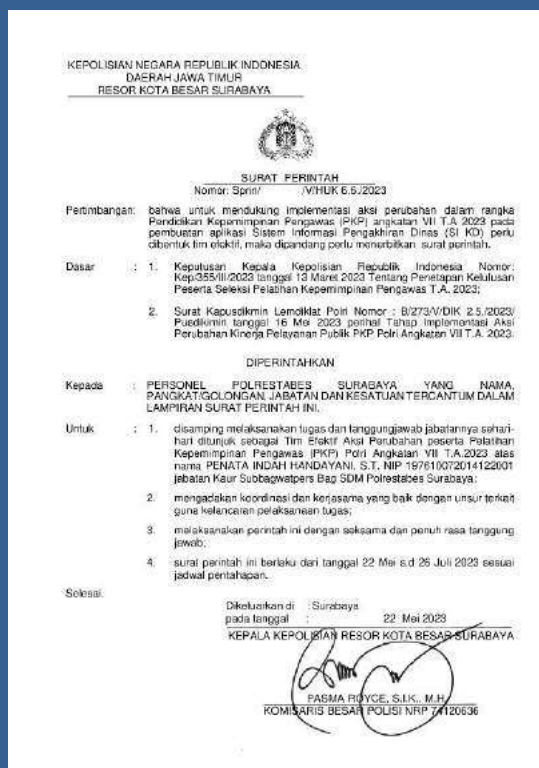 KEPOLISIAN NEGARA REPUBLIK INDONESIA
DAERAH JAWA TIMUR
RESOR KOTA BESAR SURABAYA
SURAT PERINTAH
Nomor: Sprin/ /V/HUK 6.6./2023
Pertimbangan: bahwa untuk mendukung implementasi aksi perubahan dalam rangka
Pendidikan Kepemimpinan Pengawas (PKP) angkatan VII T.A 2023 pada
pembuatan aplikasi Sistem Informasi Pengakhiran Dinas (SI KD) perlu
dibentuk tim efektif, maka dipandang perlu menerbitkan surat perintah.
Dasar : 1. Keputusan Kepala Kepolisian Republik Indonesia Nomor:
Kep/355/III/2023 tanggal 13 Maret 2023 Tentang Penetapan Kelulusan
Peserta Seleksi Pelatihan Kepemimpinan Pengawas T.A. 2023;
2. Surat Kapusdikmin Lemdiklat Polri Nomor : B/273/V/DIK 2.5./2023/
Pusdikmin tanggal 16 Mei 2023 perihal Tahap Implementasi Aksi
Perubahan Kinerja Pelayanan Publik PKP Polri Angkatan VII T.A. 2023.
DIPERINTAHKAN
Kepada : PERSONEL POLRESTABES SURABAYA YANG NAMA,
PANGKAT/GOLONGAN, JABATAN DAN KESATUAN TERCANTUM DALAM
LAMPIRAN SURAT PERINTAH INI.
Untuk : 1. disamping melaksanakan tugas dan tanggungjawab jabatannya sehari-
hari ditunjuk sebagai Tim Efektif Aksi Perubahan peserta Pelatihan
Kepemimpinan Pengawas (PKP) Polri Angkatan VII T.A.2023 atas
nama PENATA INDAH HANDAYANI, S.T. NIP 197610072014122001
jabatan Kaur Subbagwatpers Bag SDM Polrestabes Surabaya;
2. mengadakan koordinasi dan kerjasama yang baik dengan unsur terkait
guna kelancaran pelaksanaan tugas;
3. melaksanakan perintah ini dengan seksama dan penuh rasa tanggung
jawab;
4. surat perintah ini berlaku dari tanggal 22 Mei s.d 26 Juli 2023 sesuai
jadwal pentahapan.
Selesai.
Dikeluarkan di : Surabaya
pada tanggal : 22 Mei 2023
KEPALA KEPOLISIAN RESOR KOTA BESAR SURABAYA
PASMA ROYCE, S.I.K., M.H.
KOMISARIS BESAR POLISI NRP 74120636